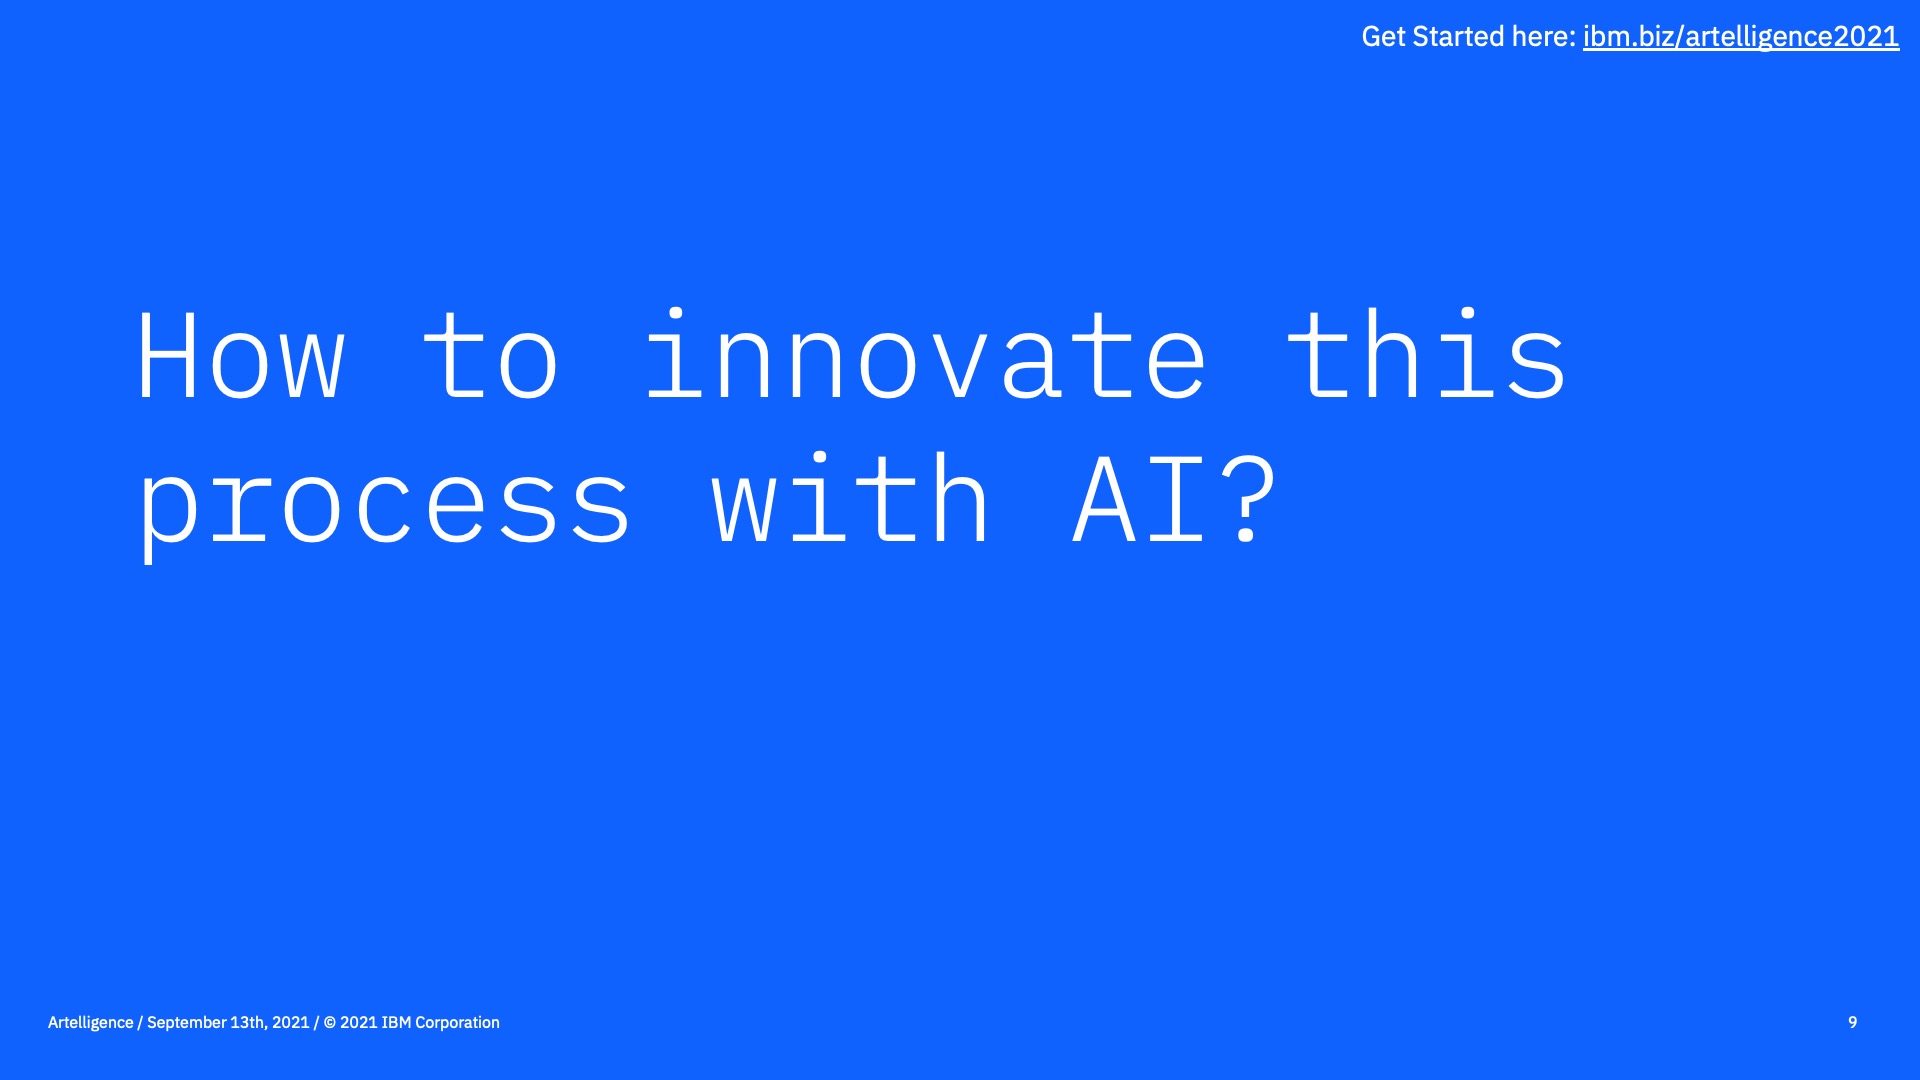 Get Started here: ibm.biz/artelligence2021
How to innovate this
process with AI?
Artelligence / September 13th, 2021 / © 2021 IBM Corporation
9